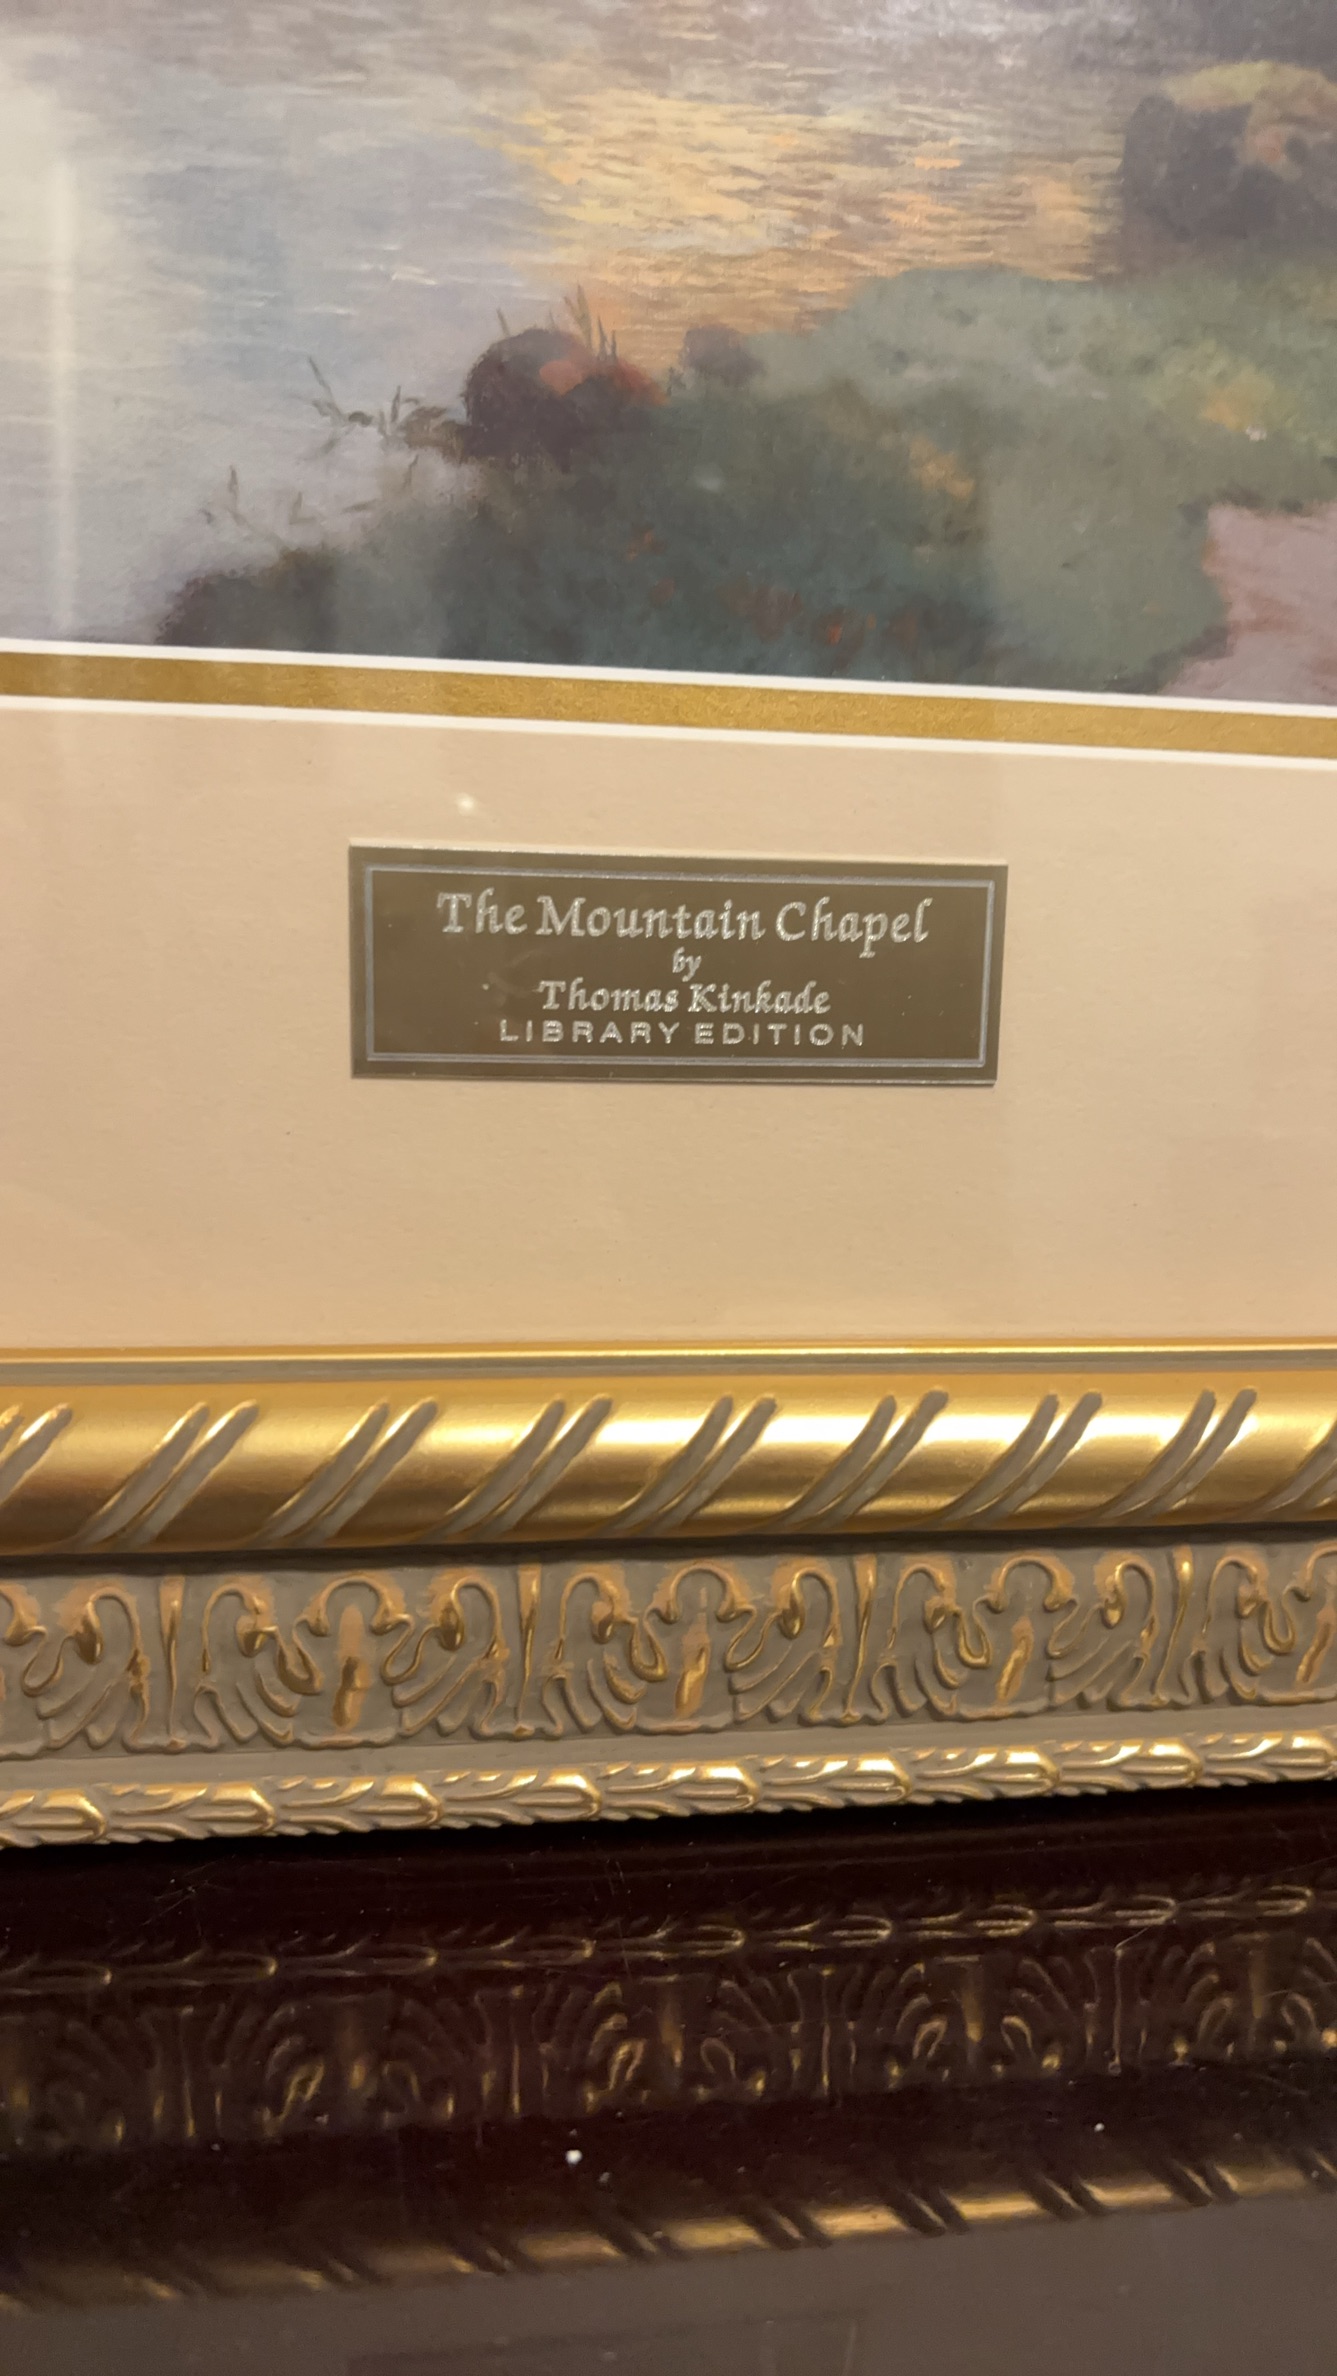 The Mountain Chapel
by
Thomas Kinkade
LIBRARY EDITION